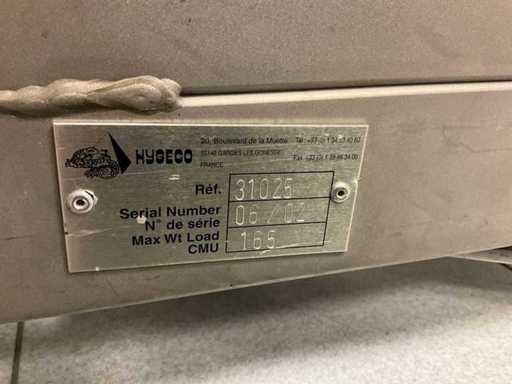 HYGECO
20, Boulevard de la Muette
95140 GARGES LES GONESSE
FRANCE
Réf. 31025
Serial Number 06/02
N° de série
Max Wt Load 165
CMU